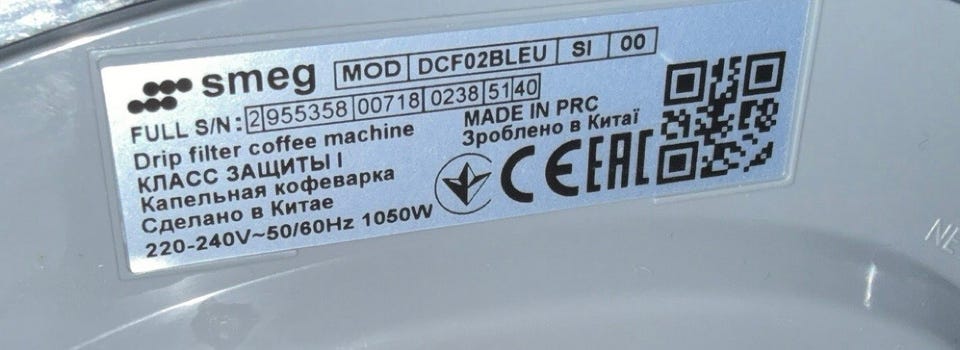 smeg MOD DCF02BLEU SI 00
FULL S/N: 2 955358 00718 0238 51 40
Drip filter coffee machine
MADE IN PRC
КЛАСС ЗАЩИТЫ I
Зроблено в Китаї
Капельная кофеварка
Сделано в Китае
220-240V~50/60Hz 1050W
CE EAC
NE